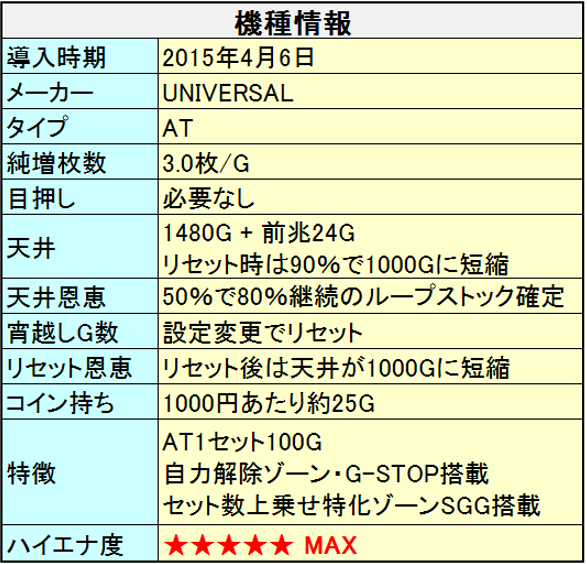 機種情報
導入時期 2015年4月6日
メーカー UNIVERSAL
タイプ AT
純増枚数 3.0枚/G
目押し 必要なし
天井 1480G + 前兆24G
リセット時は90%で1000Gに短縮
天井恩恵 50%で80%継続のループストック確定
宵越しG数 設定変更でリセット
リセット恩恵 リセット後は天井が1000Gに短縮
コイン持ち 1000円あたり約25G
特徴 AT1セット100G
自力解除ゾーン・G-STOP搭載
セット数上乗せ特化ゾーンSGG搭載
ハイエナ度 ★★★★★ MAX